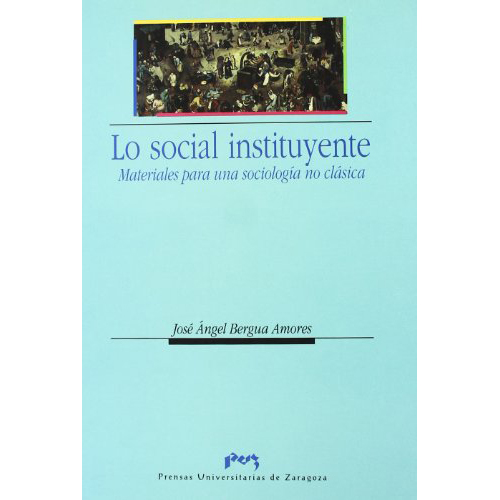 Lo social instituyente
Materiales para una sociología no clásica
José Ángel Bergua Amores
puz
Prensas Universitarias de Zaragoza